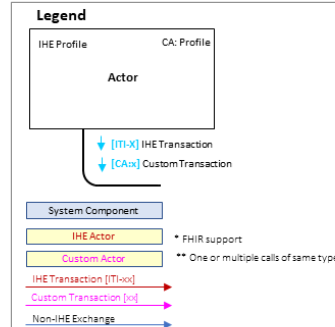 Legend
IHE Profile
CA: Profile
Actor
[ITI-X] IHE Transaction
[CA:x] Custom Transaction
System Component
IHE Actor
* FHIR support
Custom Actor
** One or multiple calls of same type
IHE Transaction [ITI-xx]
Custom Transaction [xx]
Non-IHE Exchange